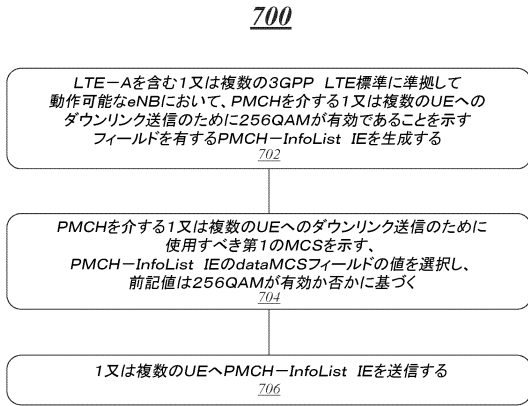 700
LTE－Aを含む1又は複数の3GPP LTE標準に準拠して
動作可能なeNBにおいて、PMCHを介する1又は複数のUEへの
ダウンリンク送信のために256QAMが有効であることを示す
フィールドを有するPMCH－InfoList IEを生成する
702
PMCHを介する1又は複数のUEへのダウンリンク送信のために
使用すべき第1のMCSを示す、
PMCH－InfoList IEのdataMCSフィールドの値を選択し、
前記値は256QAMが有効か否かに基づく
704
1又は複数のUEへPMCH－InfoList IEを送信する
706